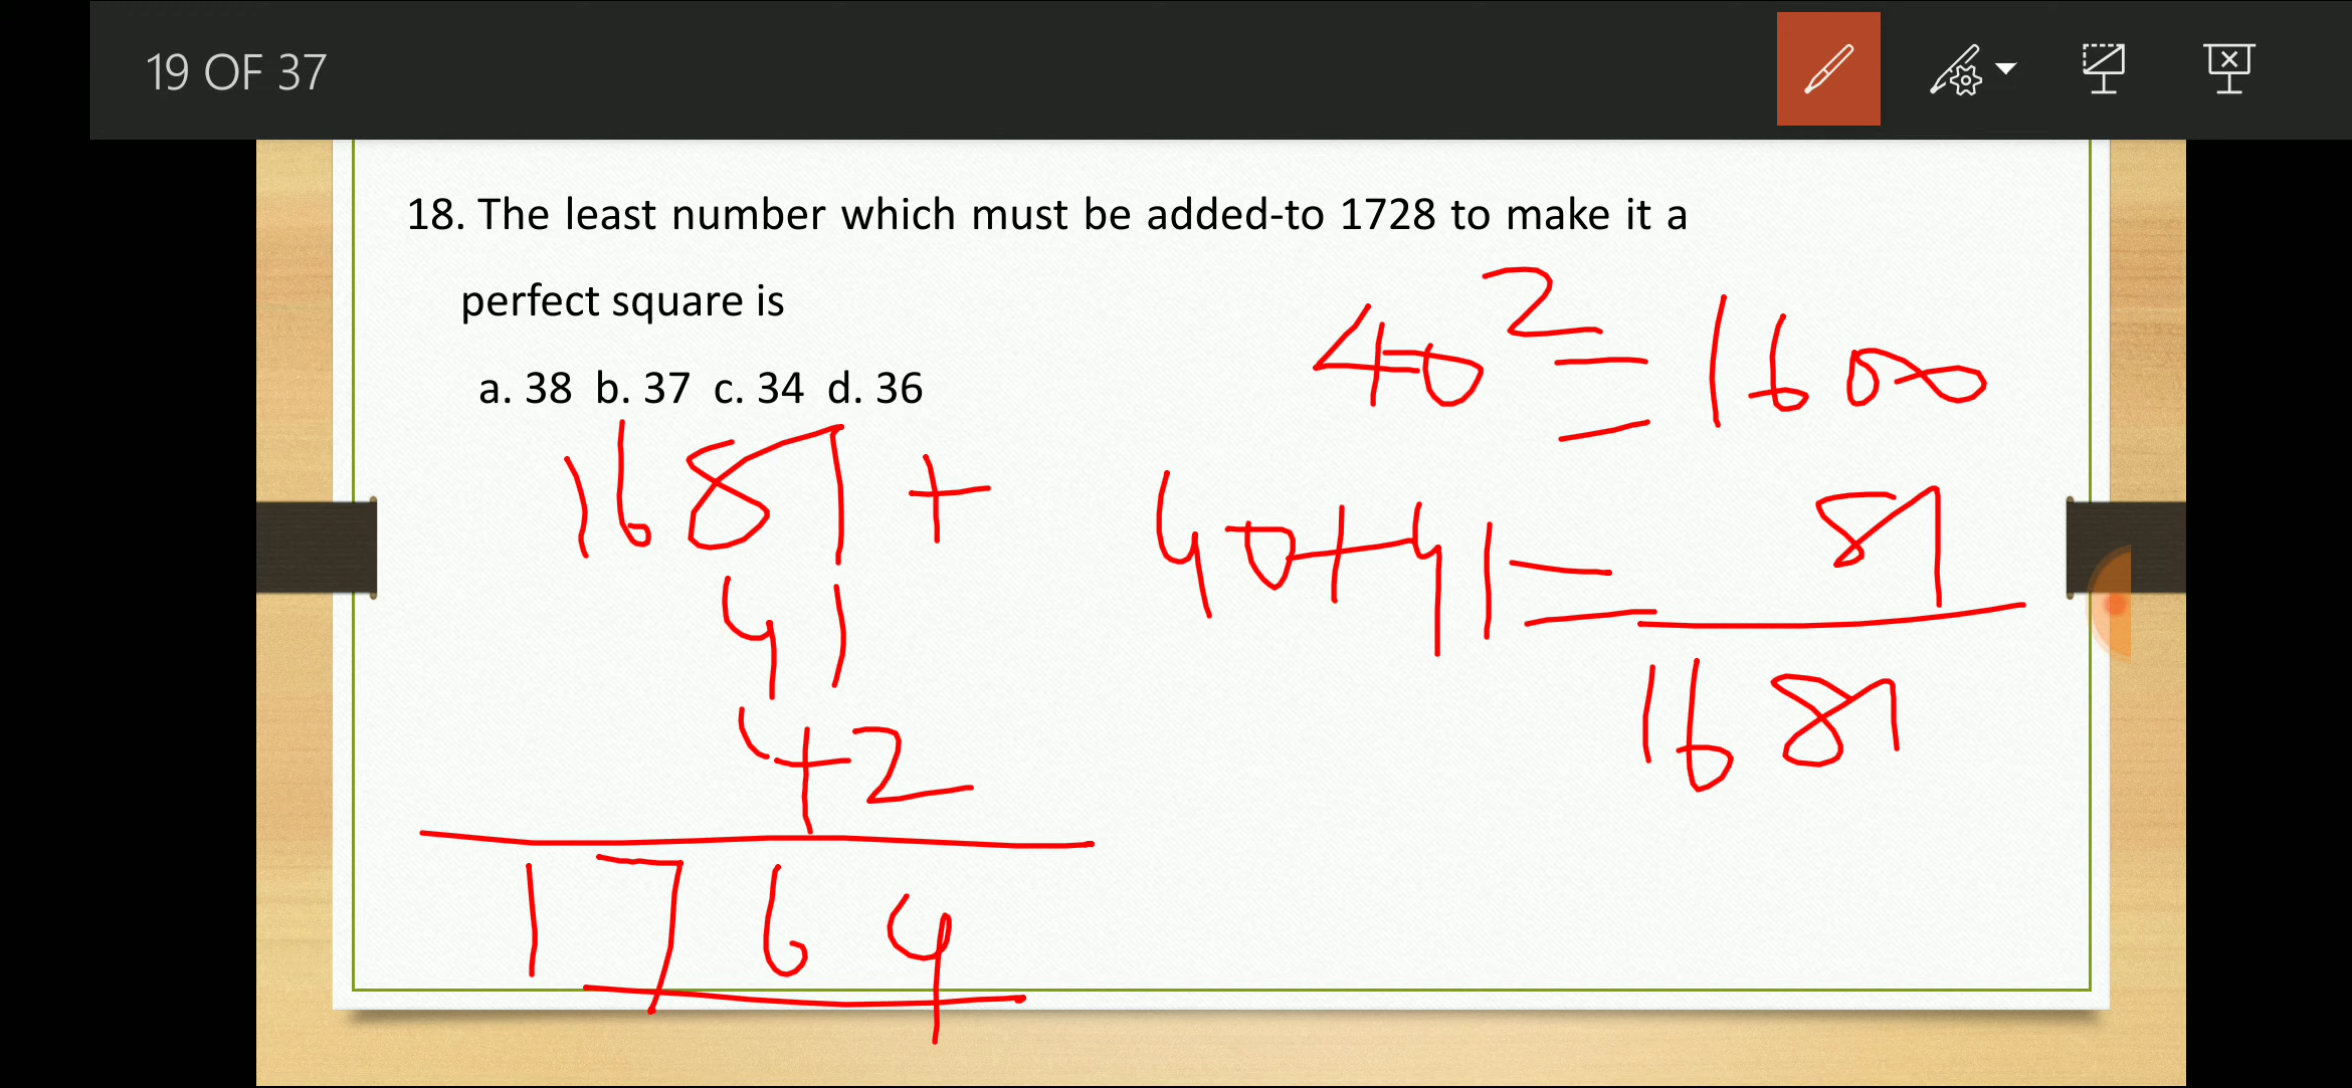 19 OF 37
18. The least number which must be added-to 1728 to make it a
perfect square is
a. 38 b. 37 c. 34 d. 36
40² = 1600
1681 +
40+41=
81
41
1681
42
1764